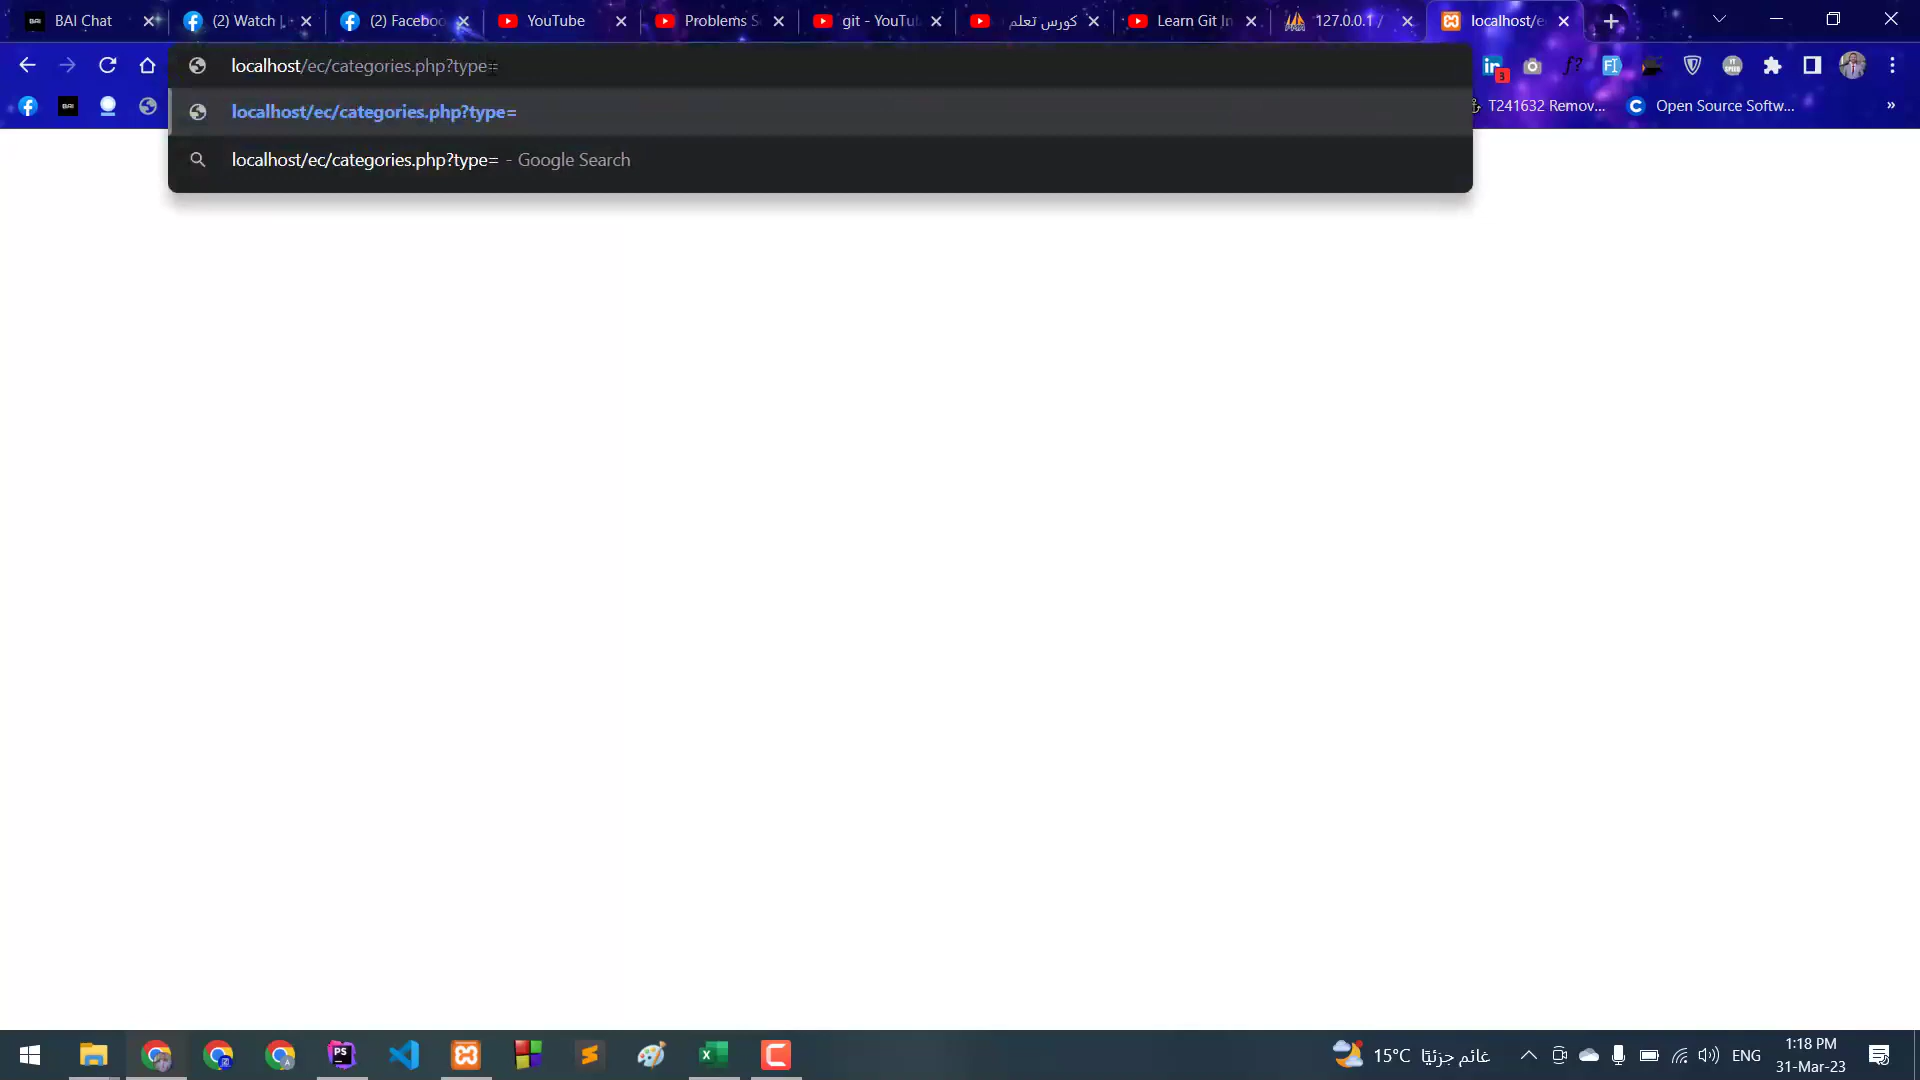 BAI Chat
(2) Watch |
(2) Faceboo
YouTube
Problems S
git - YouTu
كورس تعلم
Learn Git In
127.0.0.1 /
localhost/e
localhost/ec/categories.php?type=
3
localhost/ec/categories.php?type=
T241632 Remov...
Open Source Softw...
»
localhost/ec/categories.php?type= - Google Search
15°C غائم جزئيًا
ENG
1:18 PM
31-Mar-23